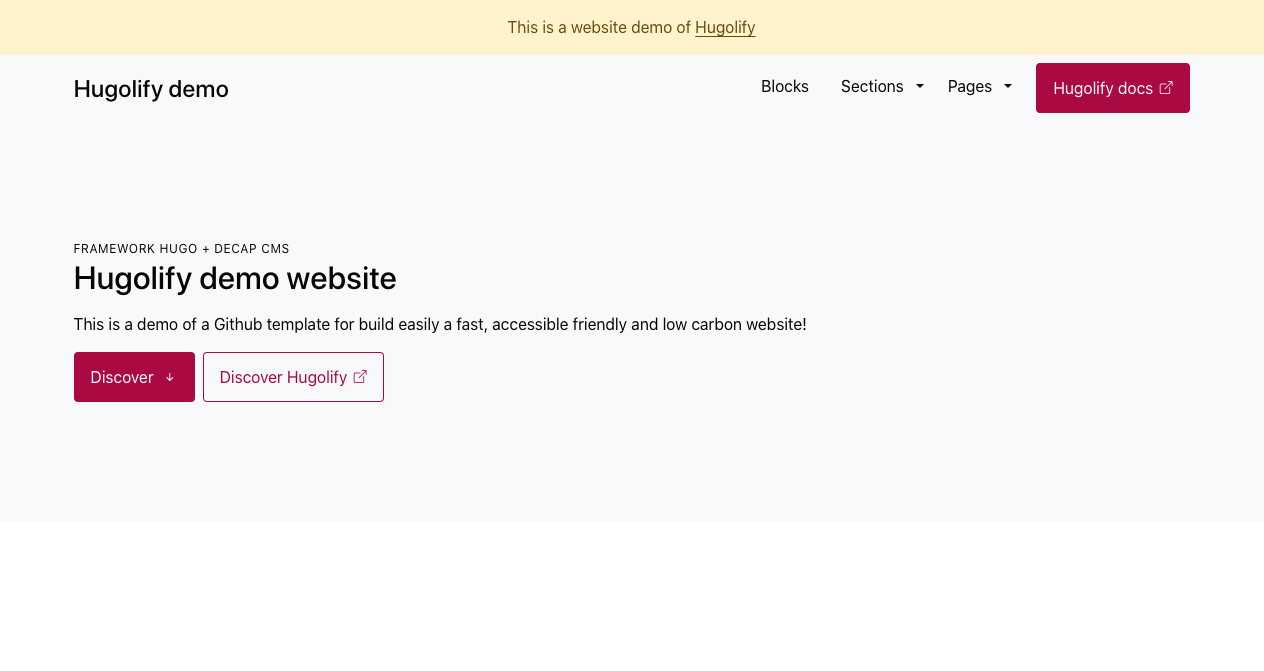 This is a website demo of Hugolify
Hugolify demo
Blocks
Sections
Pages
Hugolify docs
FRAMEWORK HUGO + DECAP CMS
Hugolify demo website
This is a demo of a Github template for build easily a fast, accessible friendly and low carbon website!
Discover
Discover Hugolify